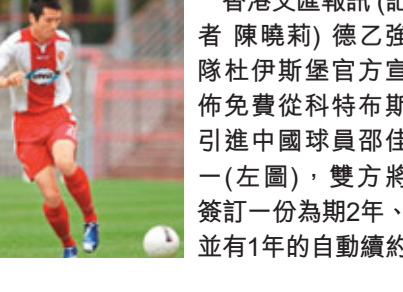 香港文匯報訊 (記
者 陳曉莉) 德乙強
隊杜伊斯堡官方宣
佈免費從科特布斯
引進中國球員邵佳
一(左圖)，雙方將
簽訂一份為期2年、
並有1年的自動續約